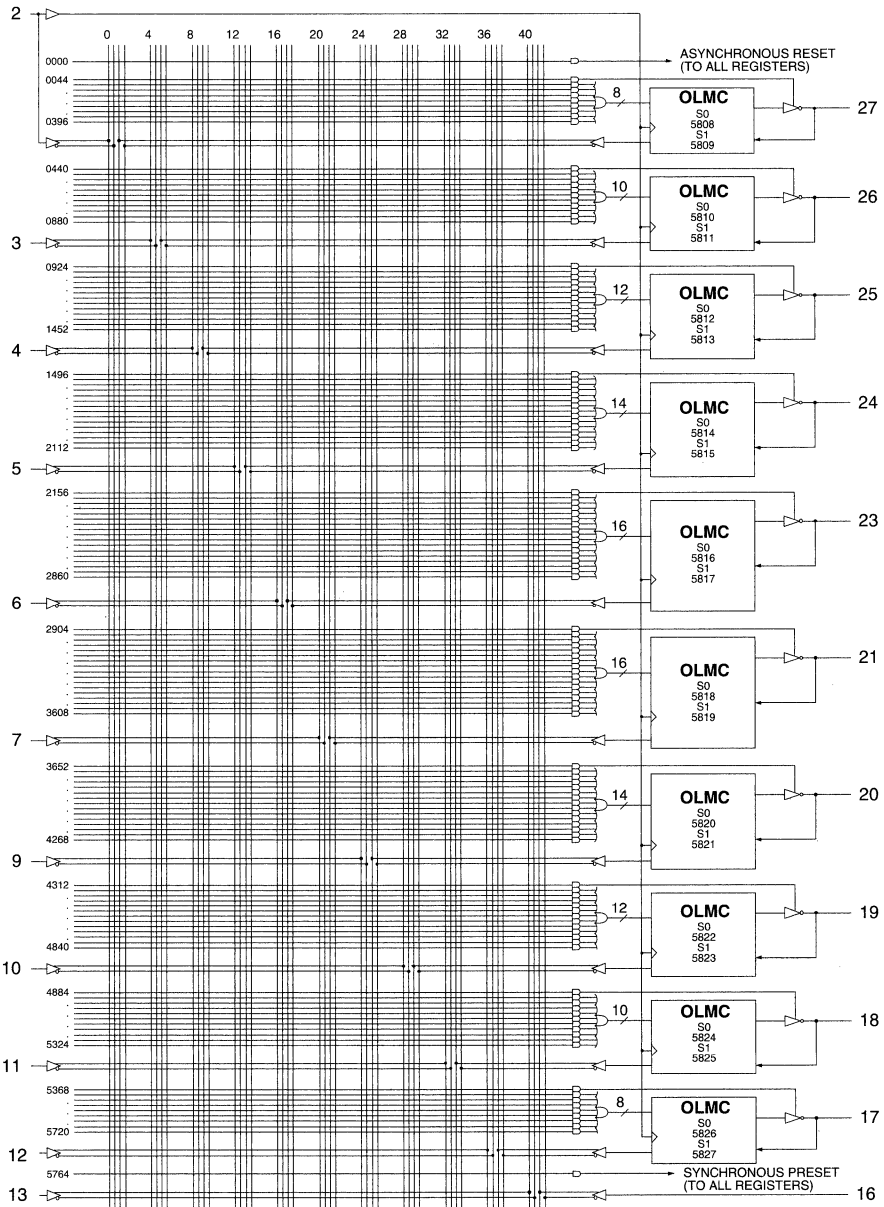 2
0 4 8 12 16 20 24 28 32 36 40
0000
ASYNCHRONOUS RESET
(TO ALL REGISTERS)
0044
8
OLMC
S0
5808
S1
5809
27
0396
0440
10
OLMC
S0
5810
S1
5811
26
0880
3
0924
12
OLMC
S0
5812
S1
5813
25
1452
4
1496
14
OLMC
S0
5814
S1
5815
24
2112
5
2156
16
OLMC
S0
5816
S1
5817
23
2860
6
2904
16
OLMC
S0
5818
S1
5819
21
3608
7
3652
14
OLMC
S0
5820
S1
5821
20
4268
9
4312
12
OLMC
S0
5822
S1
5823
19
4840
10
4884
10
OLMC
S0
5824
S1
5825
18
5324
11
5368
8
OLMC
S0
5826
S1
5827
17
5720
12
5764
SYNCHRONOUS PRESET
(TO ALL REGISTERS)
13
16